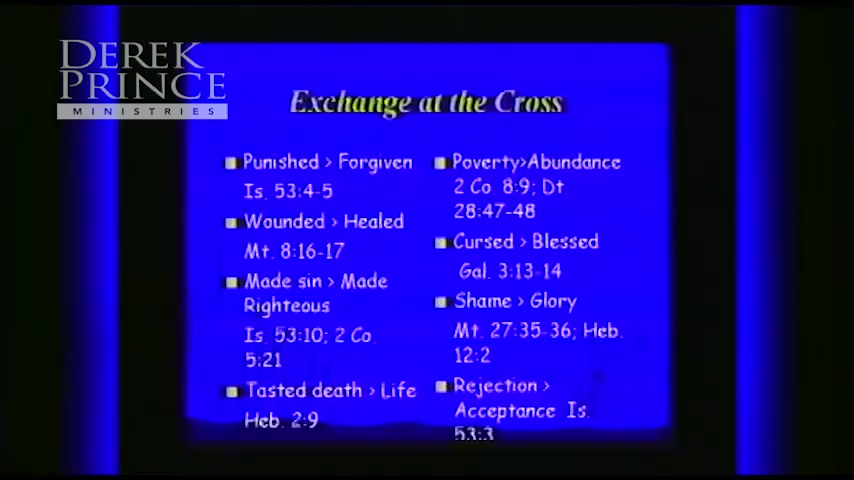 DEREK
PRINCE
MINISTRIES
Exchange at the Cross
Punished > Forgiven
Is. 53:4-5
Wounded > Healed
Mt. 8:16-17
Made sin > Made
Righteous
Is. 53:10; 2 Co.
5:21
Tasted death > Life
Heb. 2:9
Poverty>Abundance
2 Co. 8:9; Dt
28:47-48
Cursed > Blessed
Gal. 3:13-14
Shame > Glory
Mt. 27:35-36; Heb.
12:2
Rejection >
Acceptance Is.
53:3